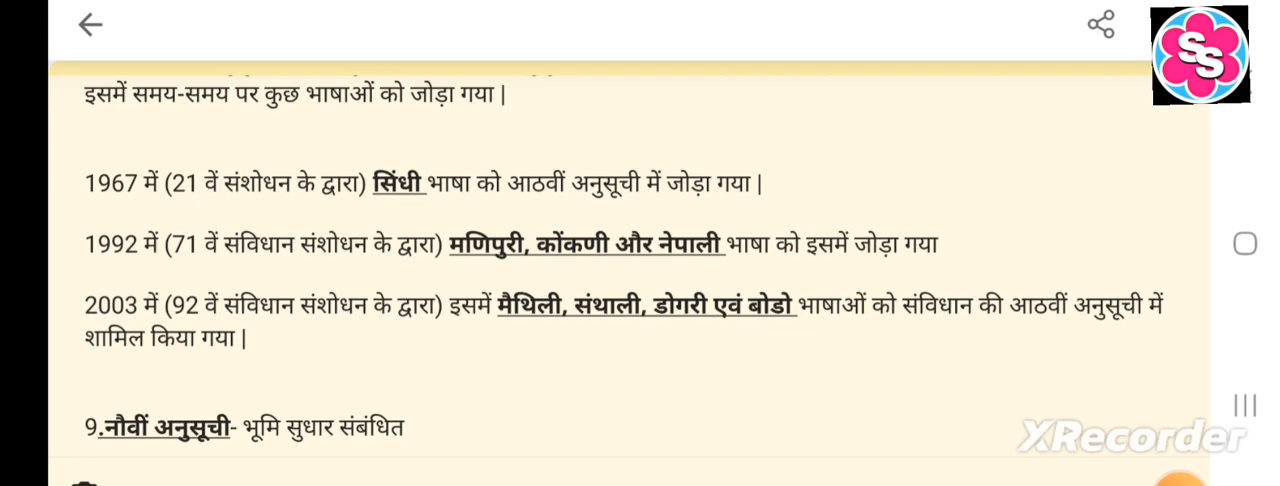 SS
इसमें समय-समय पर कुछ भाषाओं को जोड़ा गया |
1967 में (21 वें संशोधन के द्वारा) सिंधी भाषा को आठवीं अनुसूची में जोड़ा गया |
1992 में (71 वें संविधान संशोधन के द्वारा) मणिपुरी, कोंकणी और नेपाली भाषा को इसमें जोड़ा गया
2003 में (92 वें संविधान संशोधन के द्वारा) इसमें मैथिली, संथाली, डोगरी एवं बोडो भाषाओं को संविधान की आठवीं अनुसूची में
शामिल किया गया |
9.नौवीं अनुसूची- भूमि सुधार संबंधित
XRecorder